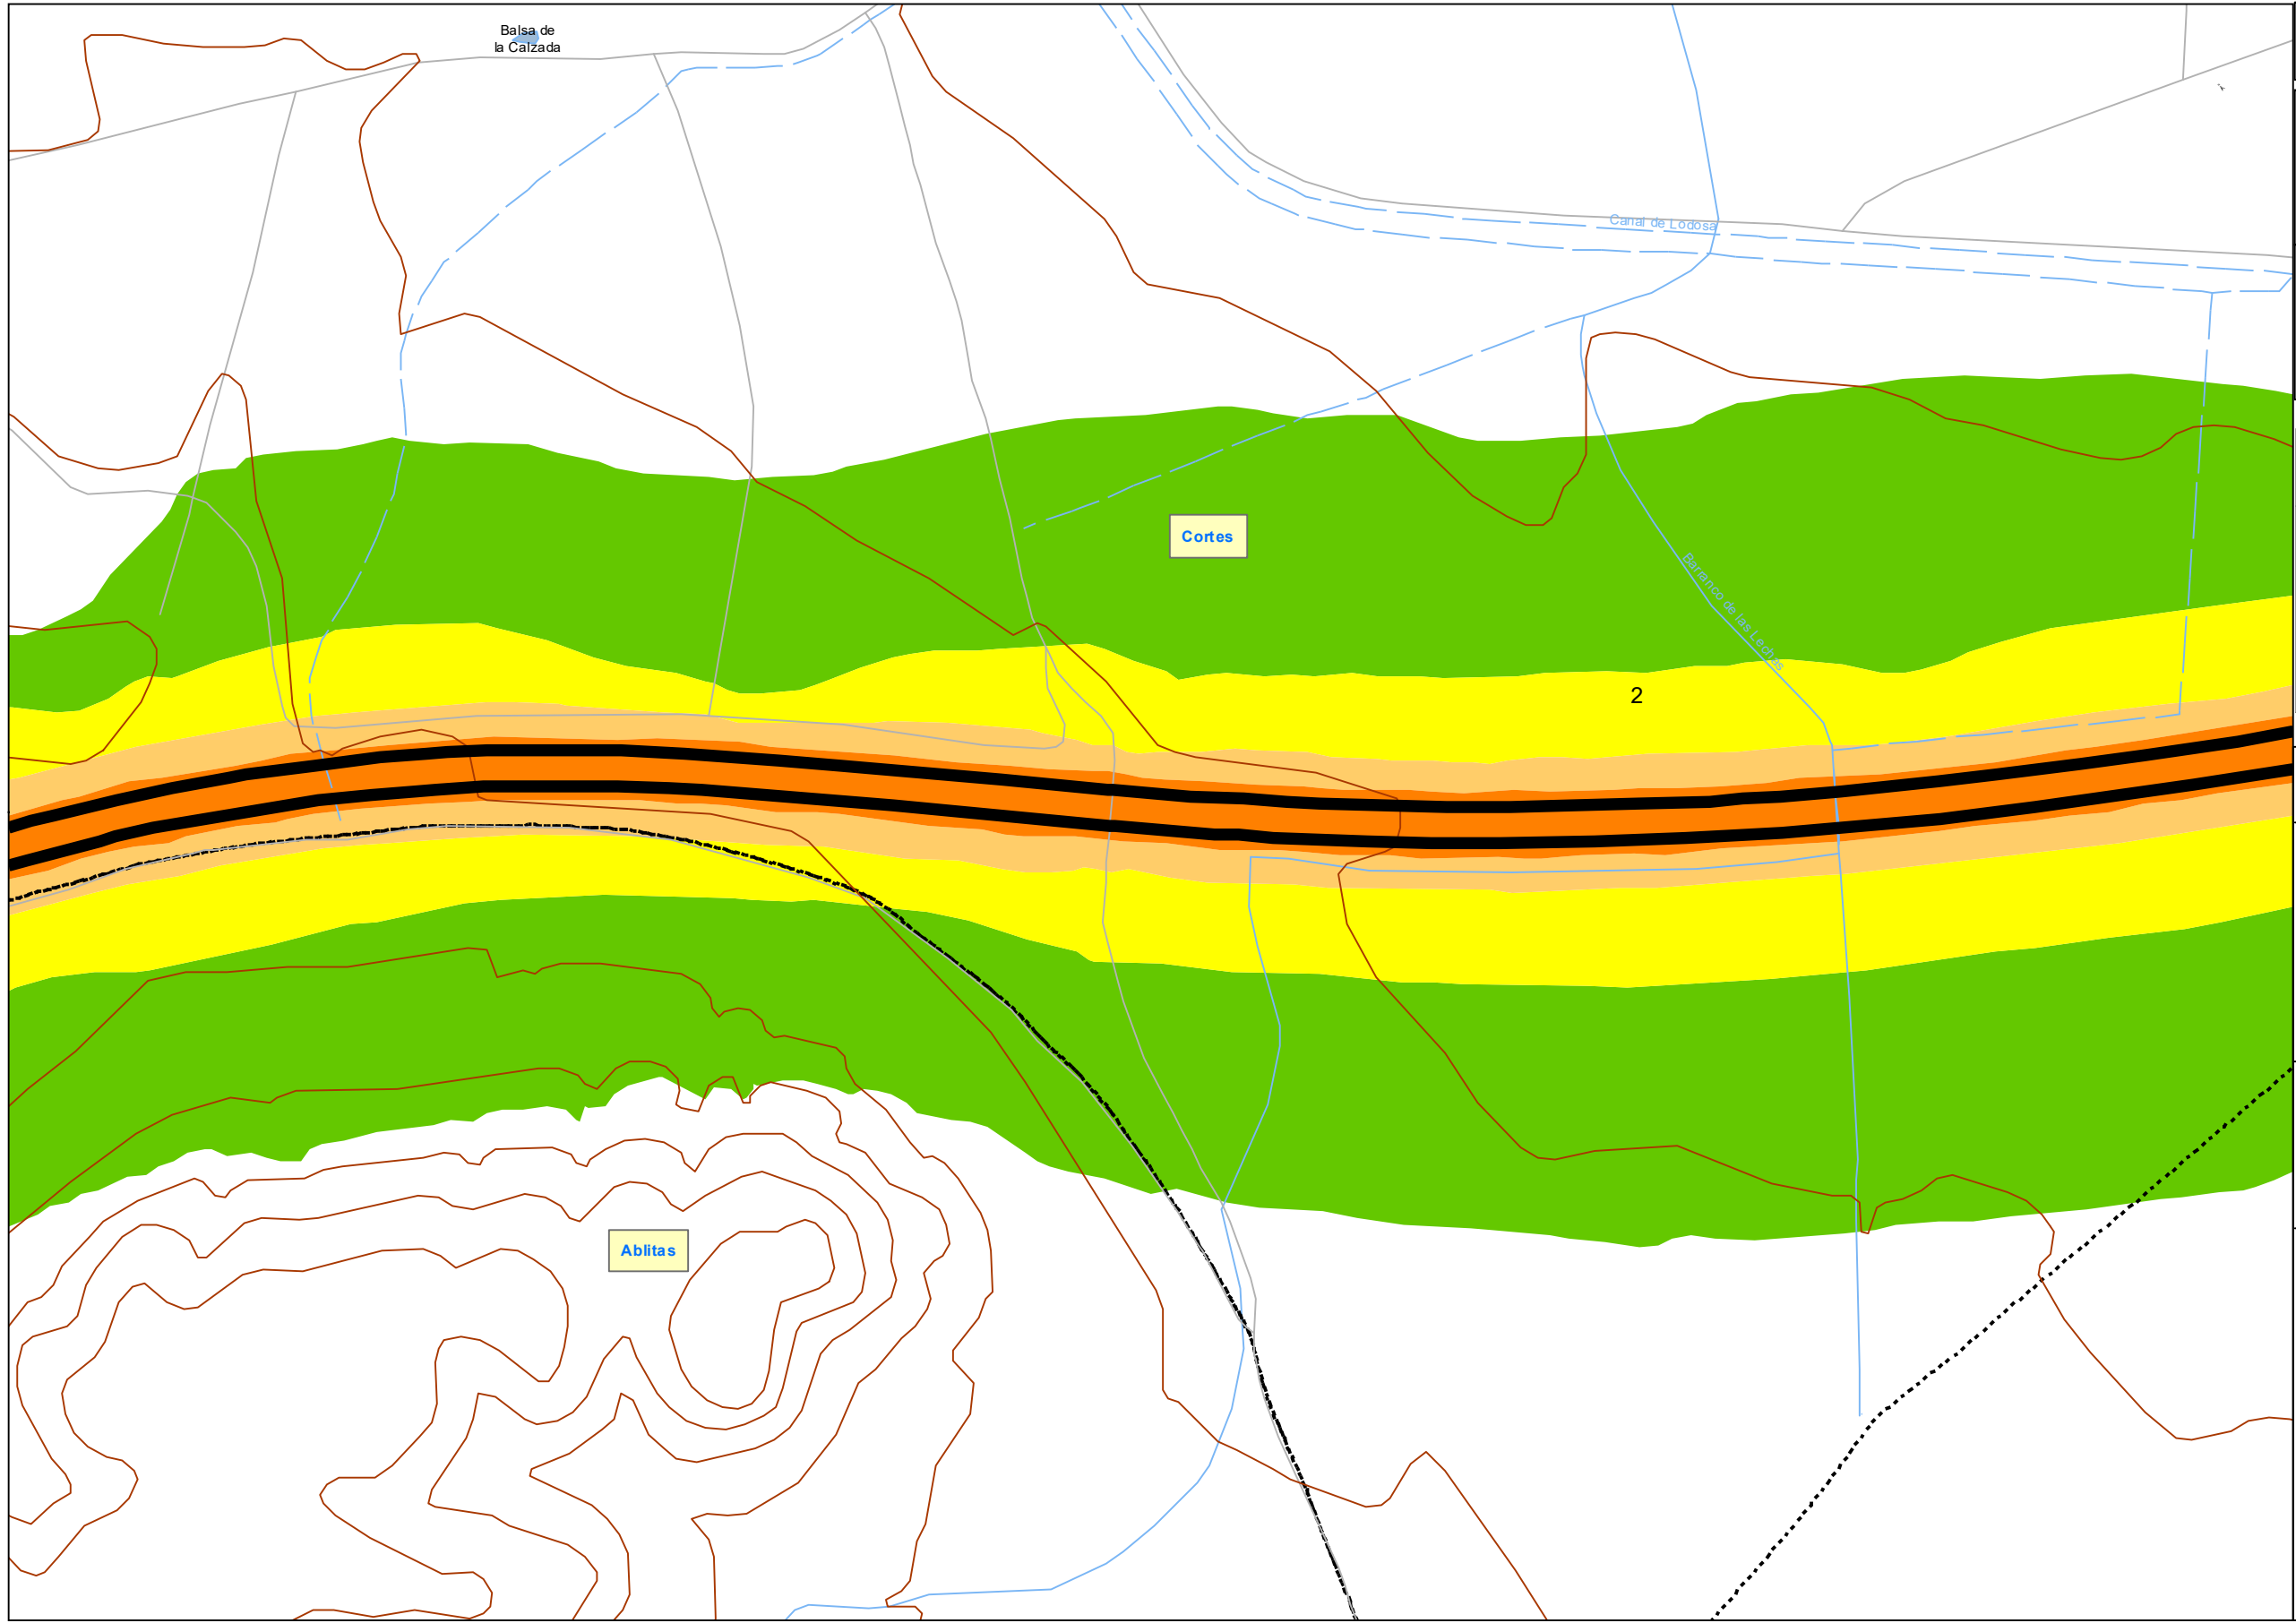 Balsa de
la Calzada
Canal de Lodosa
Cortes
Barranco de las Lechas
2
Ablitas